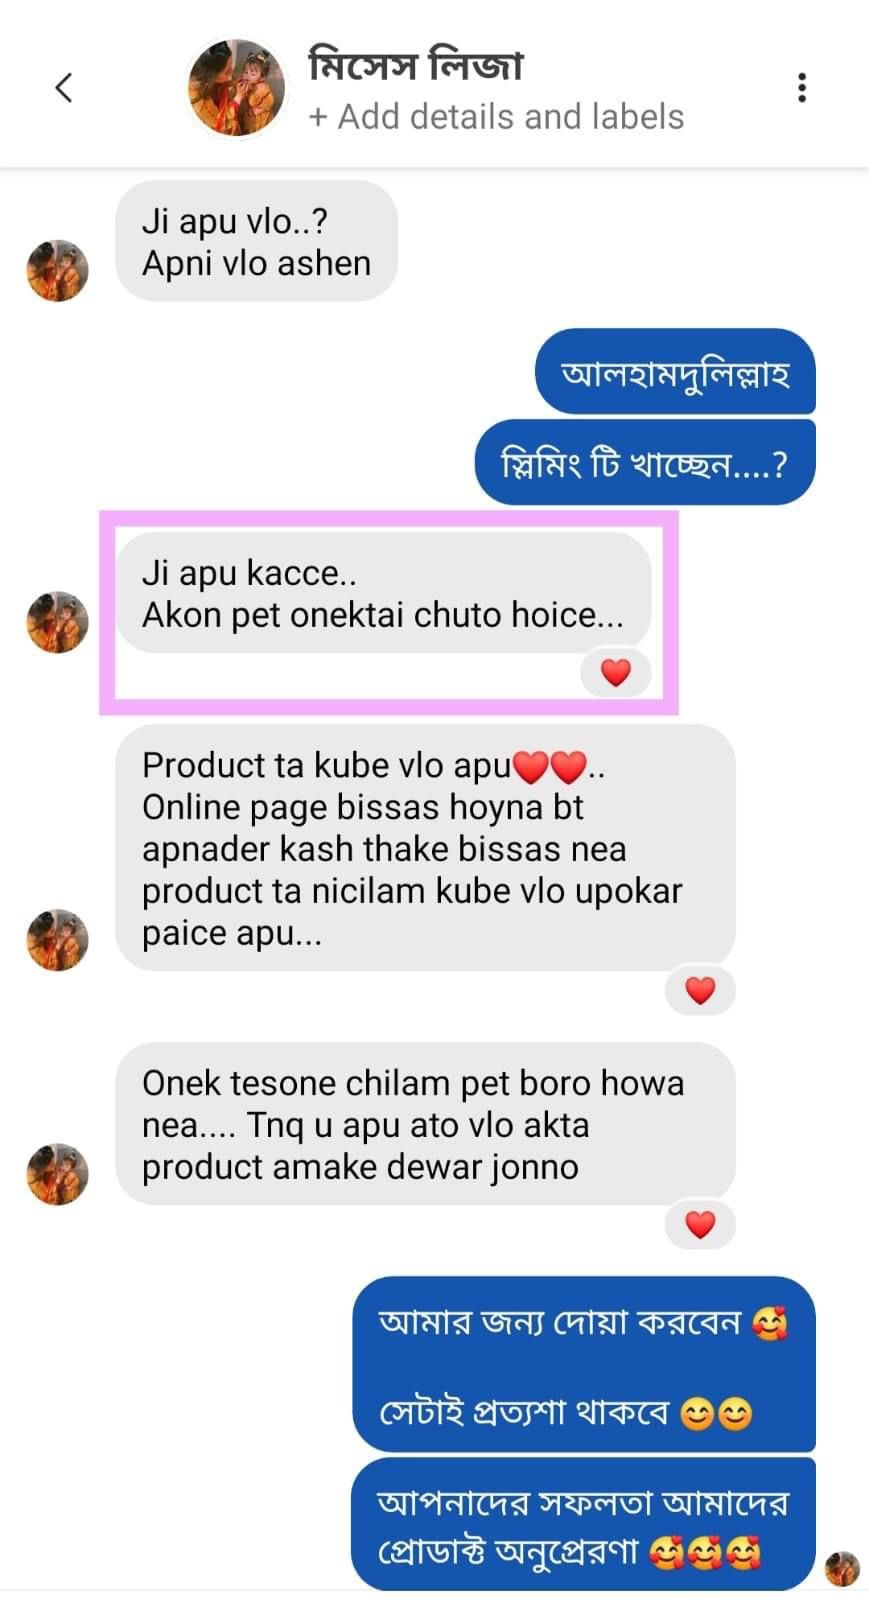 মিসেস লিজা
+ Add details and labels
Ji apu vlo..?
Apni vlo ashen
আলহামদুলিল্লাহ
স্লিমিং টি খাচ্ছেন....?
Ji apu kacce..
Akon pet onektai chuto hoice...
Product ta kube vlo apu❤️❤️..
Online page bissas hoyna bt
apnader kash thake bissas nea
product ta nicilam kube vlo upokar
paice apu...
Onek tesone chilam pet boro howa
nea.... Tnq u apu ato vlo akta
product amake dewar jonno
আমার জন্য দোয়া করবেন 🥰
সেটাই প্রত্যশা থাকবে 😊😊
আপনাদের সফলতা আমাদের
প্রোডাক্ট অনুপ্রেরণা 🥰🥰🥰